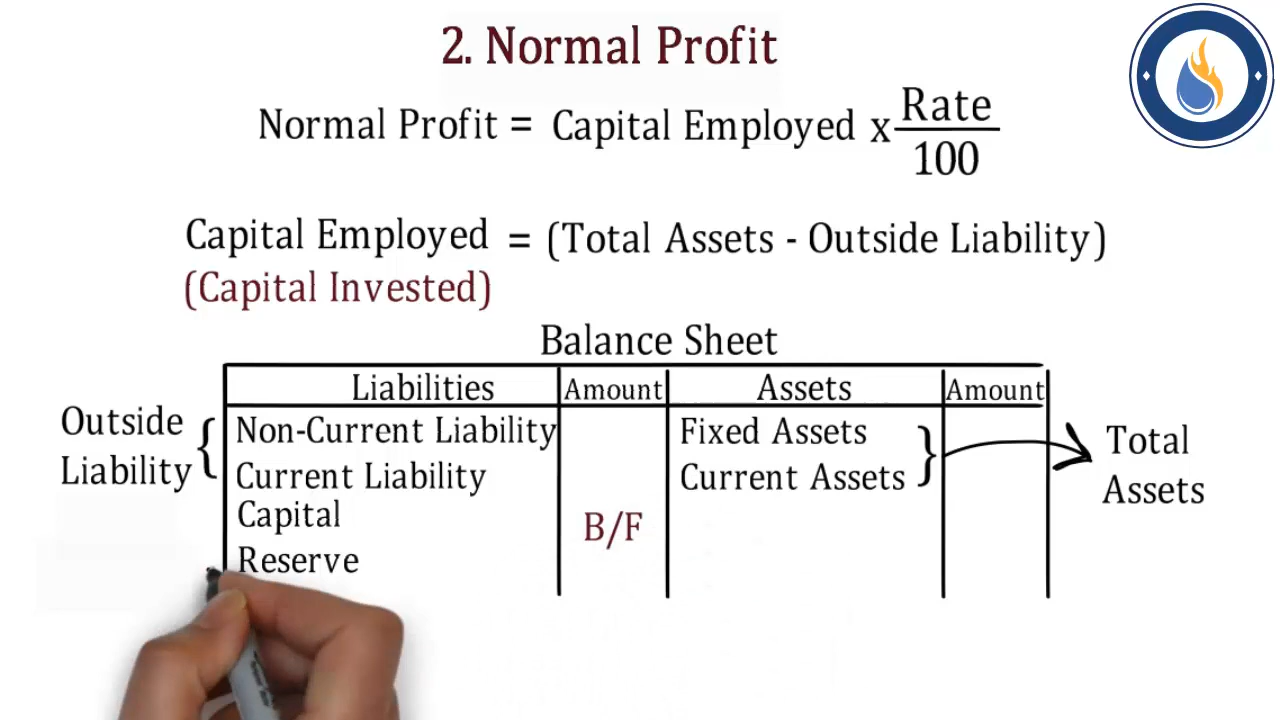 2. Normal Profit
Normal Profit = Capital Employed x Rate
100
Capital Employed = (Total Assets - Outside Liability)
(Capital Invested)
Balance Sheet
Liabilities Amount Assets Amount
Outside
Liability
{ Non-Current Liability
Current Liability
Capital
Reserve
B/F
Fixed Assets
Current Assets }
Total
Assets